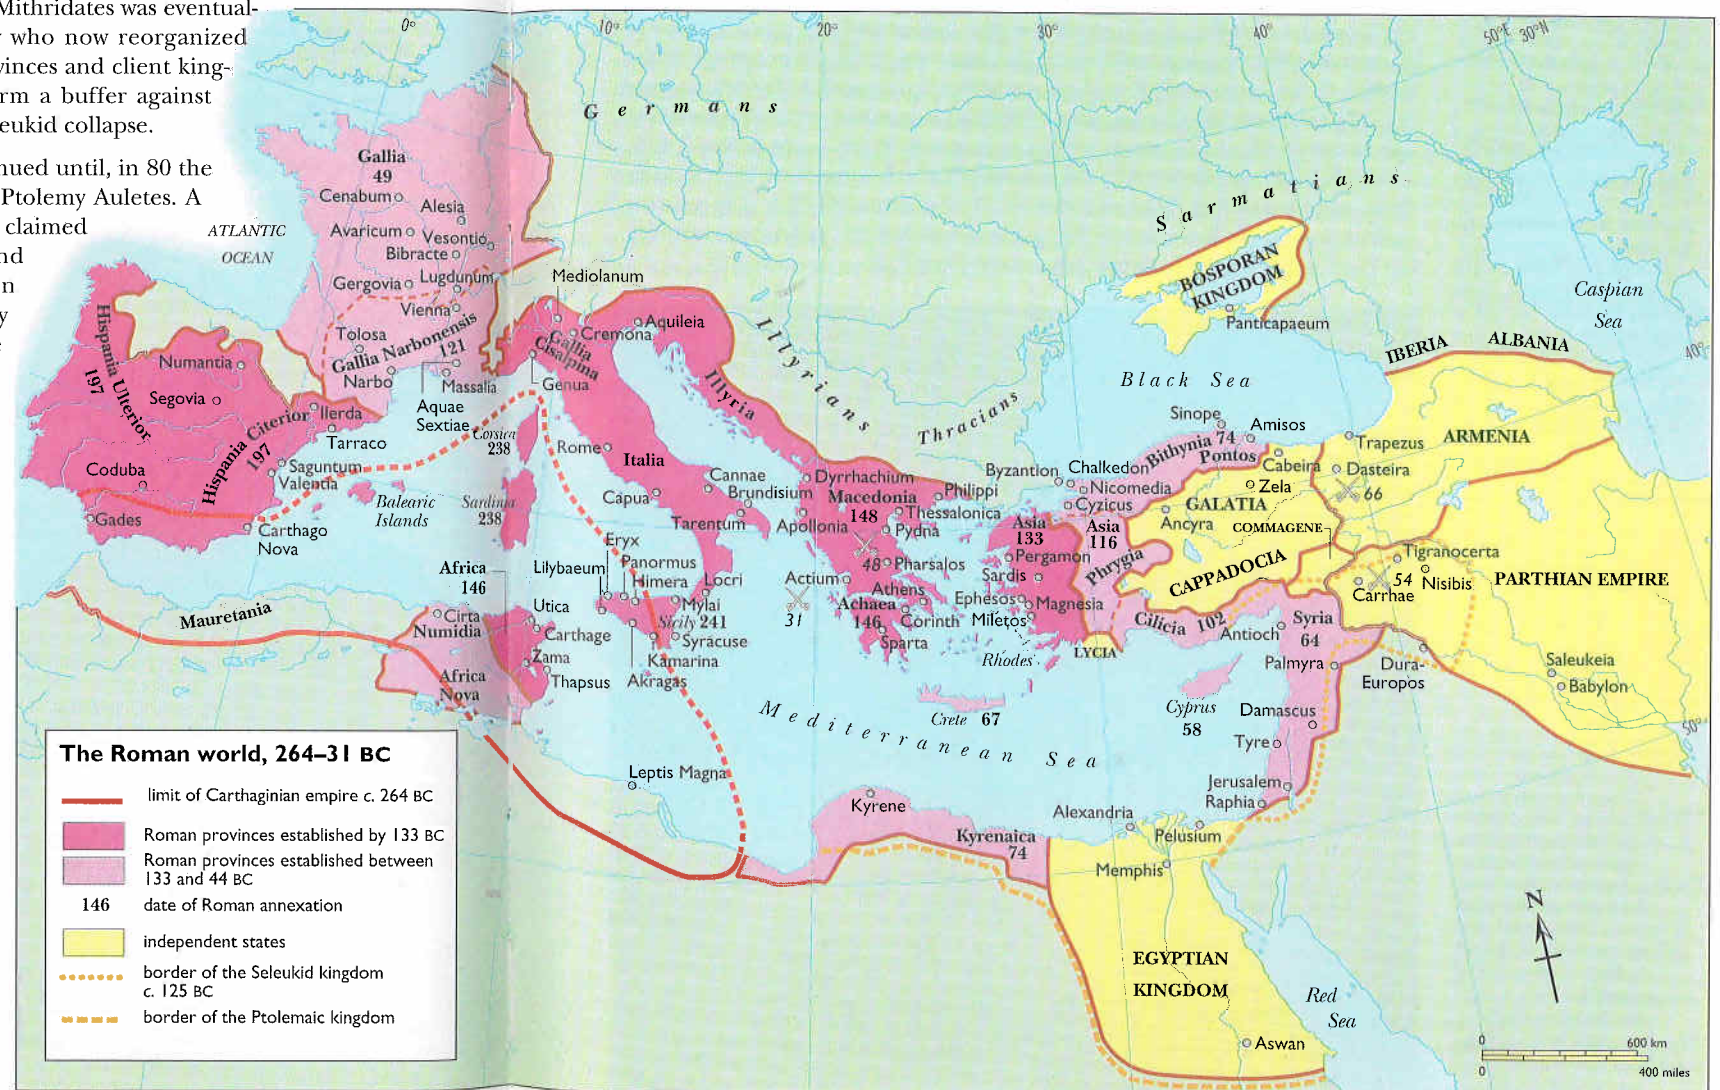 Mithridates was eventual-
who now reorganized
vinces and client king-
rm a buffer against
eukid collapse.
nued until, in 80 the
Ptolemy Auletes. A
claimed
nd
n
y
0°
10°
20°
30°
40°
50°E 30°N
Germans
Sarmatians
Gallia
49
Cenabum
Alesia
ATLANTIC
OCEAN
Avaricum
Vesontio
Bibracte
Gergovia
Lugdunum
Mediolanum
BOSPORAN
KINGDOM
Caspian
Sea
Vienna
Panticapaeum
Hispania Ulterior
197
Numantia
Tolosa
Gallia Narbonensis
121
Cremona
Aquileia
Gallia
Cisalpina
Illyrians
IBERIA
ALBANIA
40°
Narbo
Massalia
Genua
Illyria
Black Sea
Segovia
Ilerda
Aquae
Sextiae
Thracians
Sinope
Amisos
Hispania Citerior
197
Tarraco
Corsica
238
Rome
Italia
Bithynia 74
Pontos
Trapezus
ARMENIA
Coduba
Saguntum
Valentia
Cannae
Dyrrhachium
Byzantion
Chalkedon
Cabeira
Dasteira
66
Balearic
Islands
Sardinia
238
Capua
Brundisium
Macedonia
148
Philippi
Nicomedia
Zela
Gades
Tarentum
Apollonia
Thessalonica
Cyzicus
GALATIA
Ancyra
COMMAGENE
Carthago
Nova
Pydna
Asia
133
Asia
116
Eryx
48
Pharsalos
Pergamon
Phrygia
Tigranocerta
Africa
146
Lilybaeum
Panormus
Himera
Locri
Actium
31
Sardis
CAPPADOCIA
54
Nisibis
PARTHIAN EMPIRE
Carrhae
Mauretania
Cirta
Numidia
Utica
Mylai
Achaea
146
Athens
Ephesos
Magnesia
Carthage
Sicily 241
Syracuse
Corinth
Miletos
Cilicia 102
Syria
64
Antioch
Sparta
Zama
Kamarina
Rhodes
LYCIA
Palmyra
Dura-
Europos
Saleukeia
Babylon
Africa
Nova
Thapsus
Akragas
Crete 67
Cyprus
58
Damascus
Mediterranean Sea
Tyre
50°
The Roman world, 264–31 BC
limit of Carthaginian empire c. 264 BC
Roman provinces established by 133 BC
Roman provinces established between
133 and 44 BC
146 date of Roman annexation
independent states
border of the Seleukid kingdom
c. 125 BC
border of the Ptolemaic kingdom
Leptis Magna
Jerusalem
Raphia
Kyrene
Alexandria
Pelusium
Kyrenaica
74
Memphis
N
EGYPTIAN
KINGDOM
Red
Sea
Aswan
0 600 km
0 400 miles